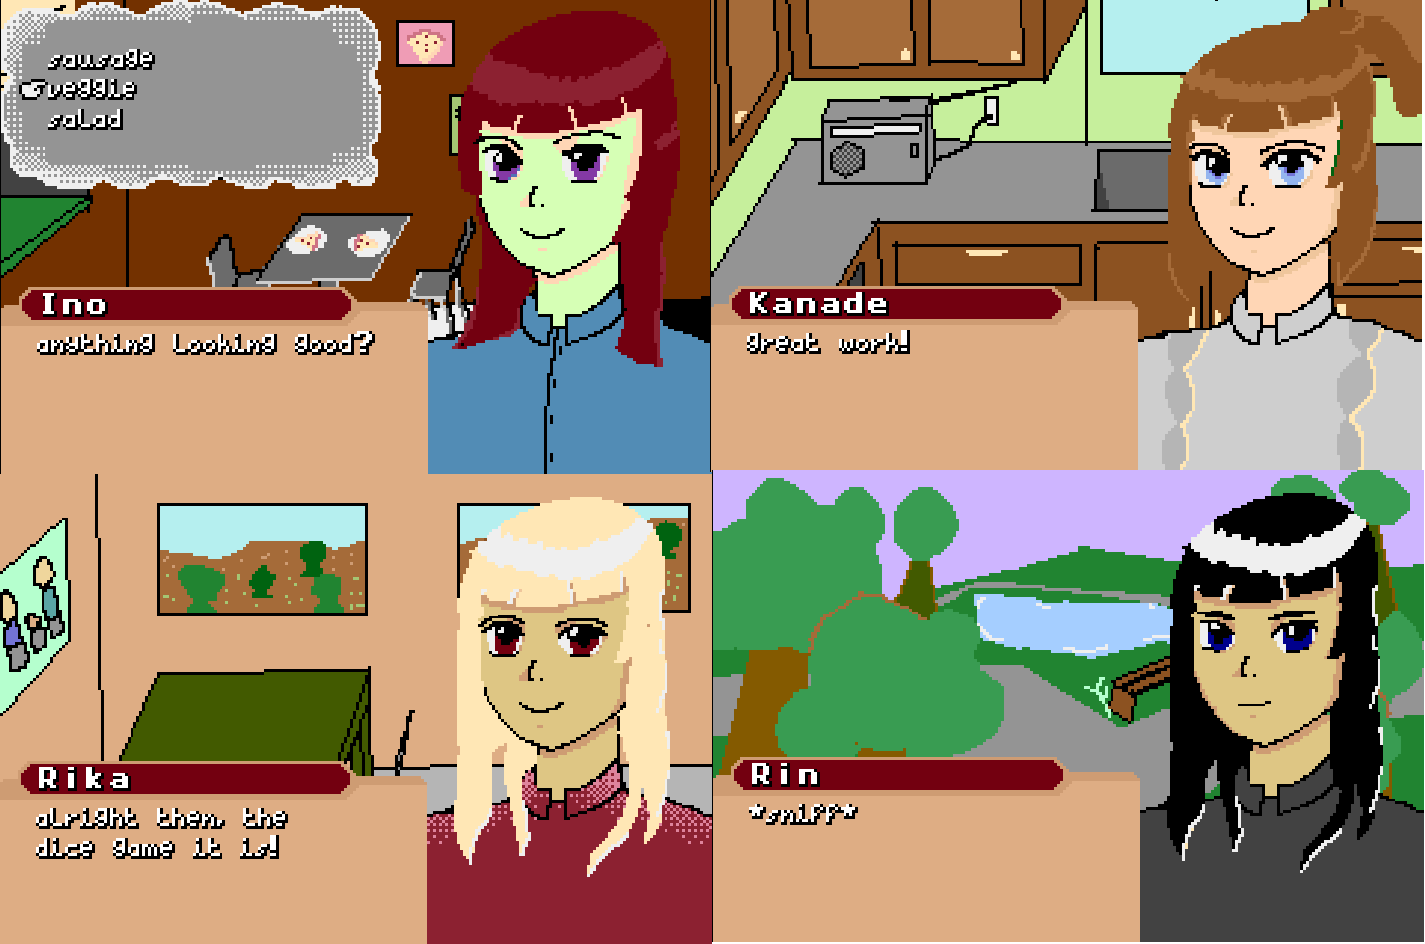 sausage
veggie
salad
Ino
anything looking good?
Kanade
great work!
Rika
alright then, the
dice game it is!
Rin
*sniff*